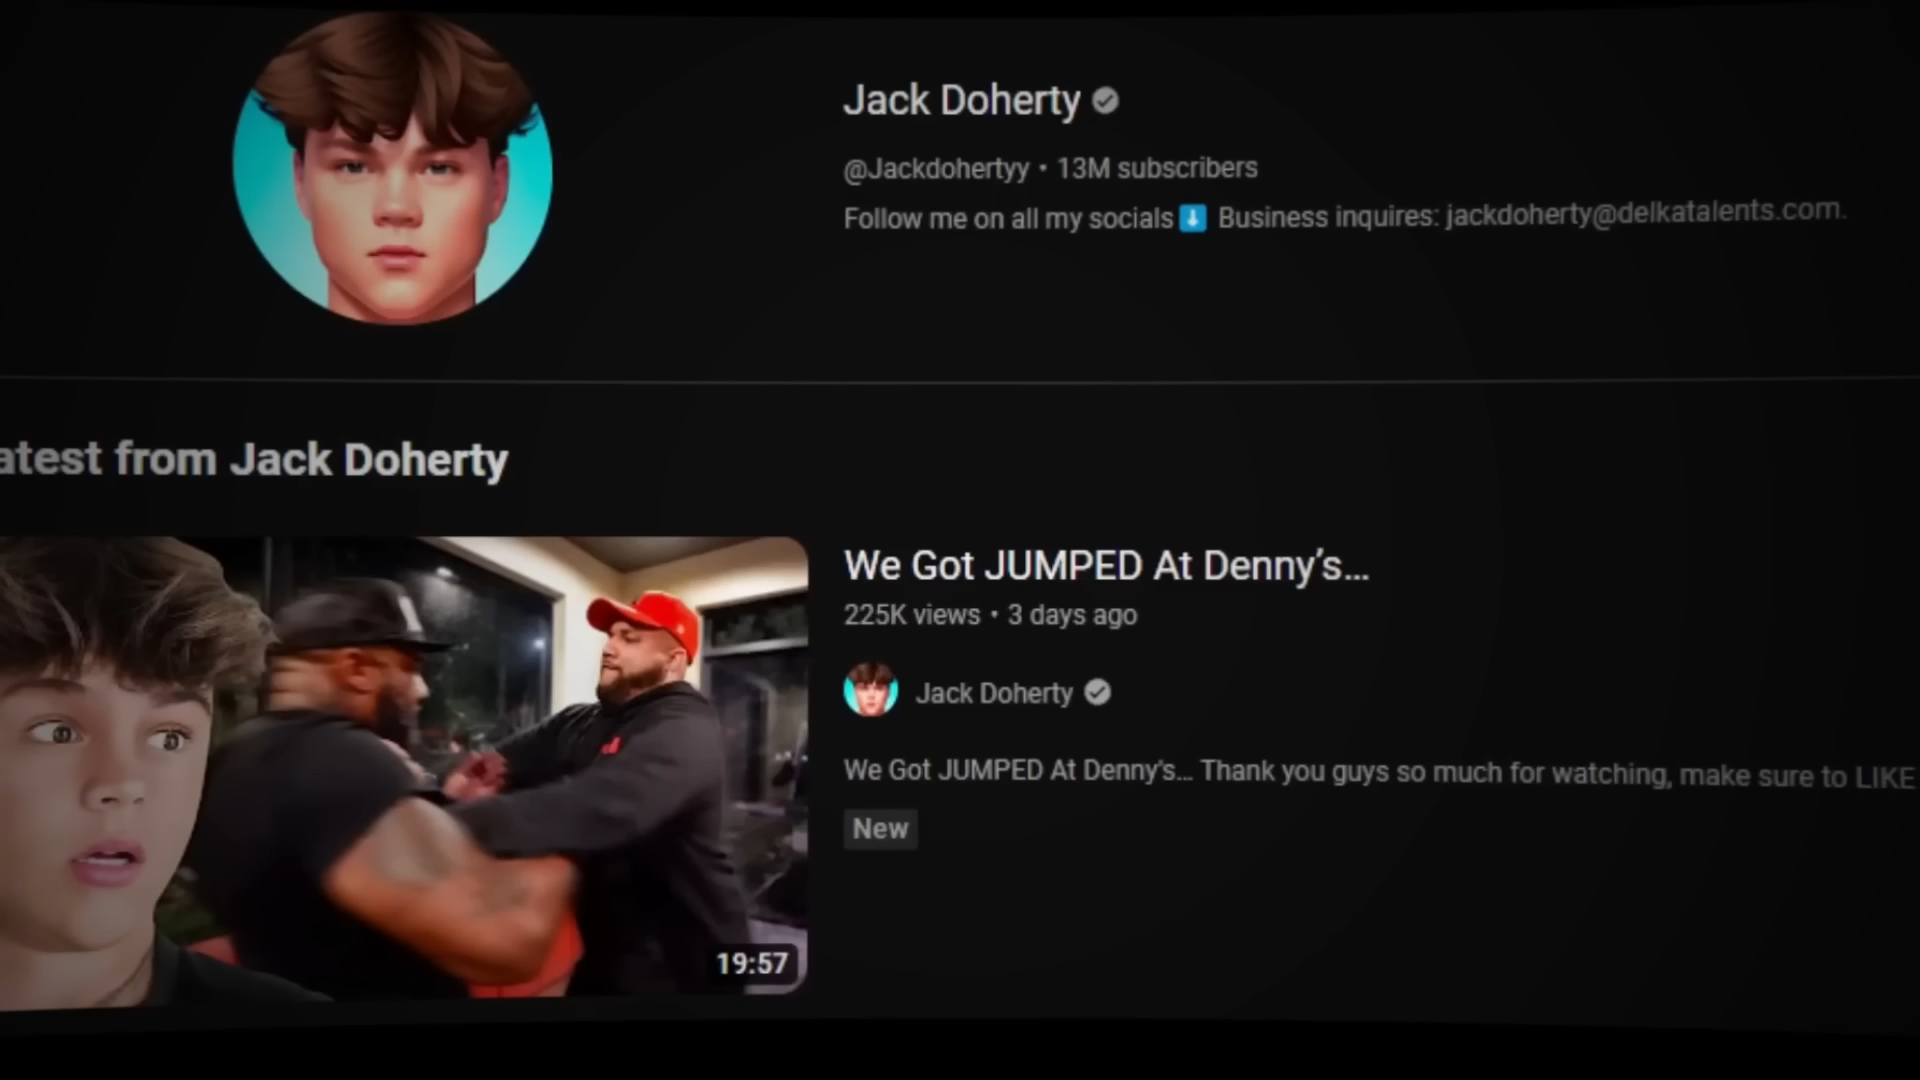 Jack Doherty
@Jackdohertyy • 13M subscribers
Follow me on all my socials ⬇ Business inquires: jackdoherty@delkatalents.com.
atest from Jack Doherty
We Got JUMPED At Denny’s...
225K views • 3 days ago
Jack Doherty
We Got JUMPED At Denny's... Thank you guys so much for watching, make sure to LIKE
New
19:57